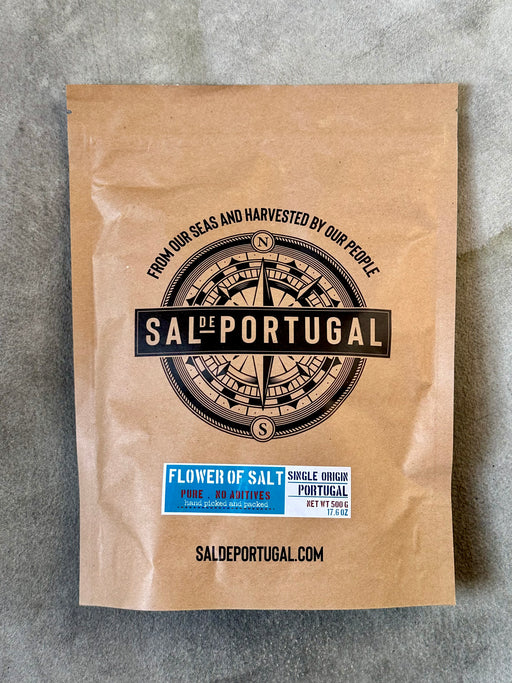 FROM OUR SEAS AND HARVESTED BY OUR PEOPLE
N
SAL DE PORTUGAL
S
FLOWER OF SALT
PURE . NO ADITIVES
hand picked and packed
SINGLE ORIGIN
PORTUGAL
NET WT 500 G
17.6 OZ
SALDEPORTUGAL.COM